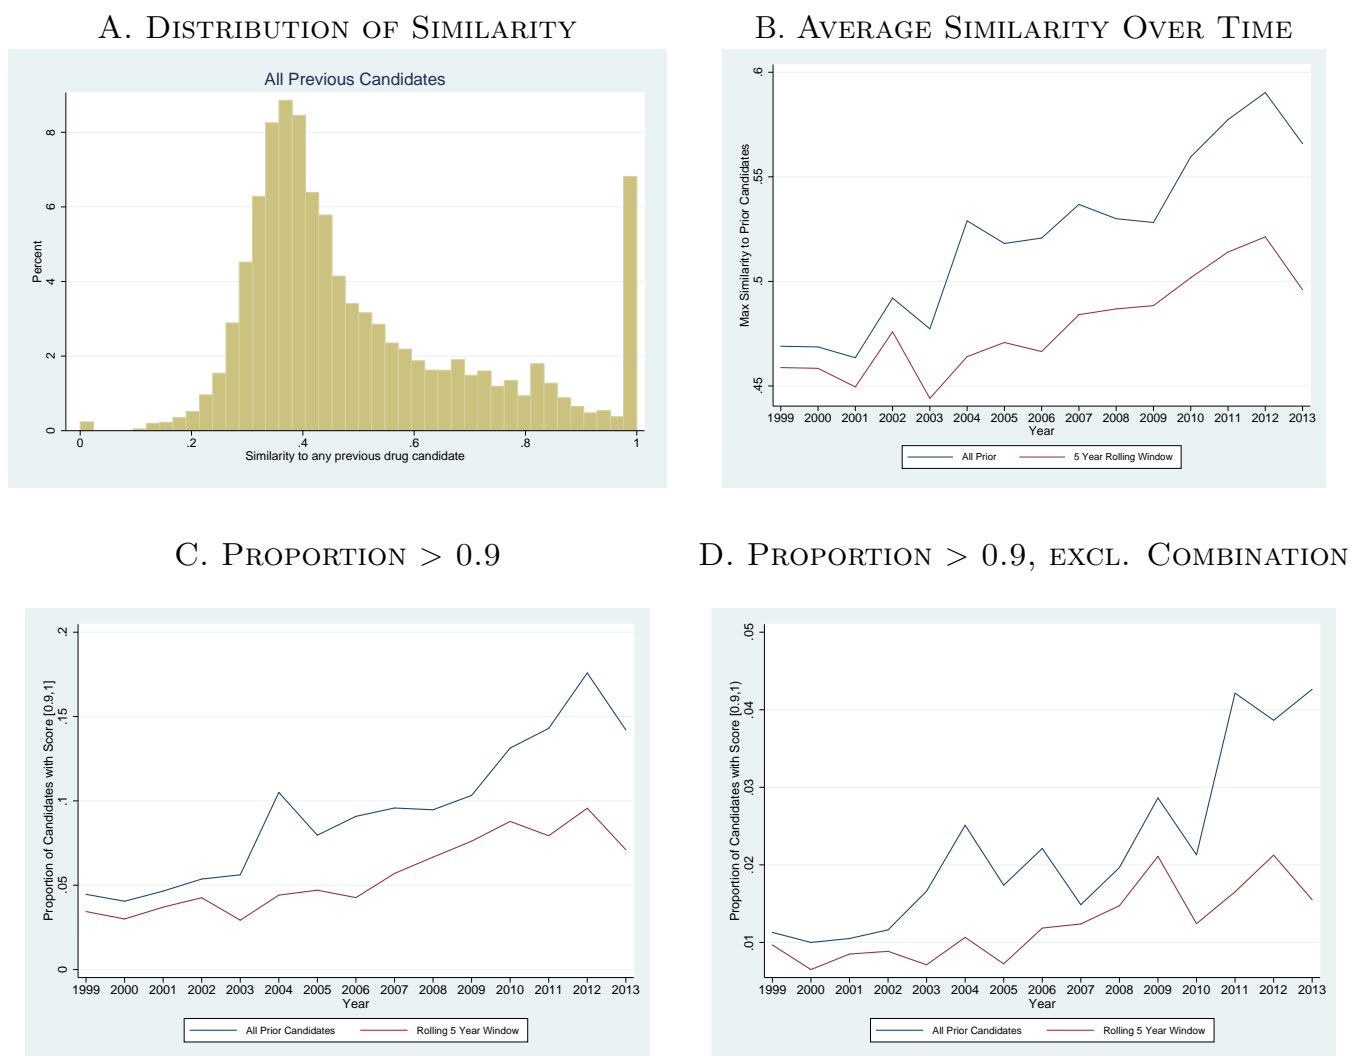 A. Distribution of Similarity
All Previous Candidates
Percent
8
6
4
2
0
0 .2 .4 .6 .8 1
Similarity to any previous drug candidate
B. Average Similarity Over Time
Max Similarity to Prior Candidates
.6
.55
.5
.45
1999 2000 2001 2002 2003 2004 2005 2006 2007 2008 2009 2010 2011 2012 2013
Year
All Prior 5 Year Rolling Window
C. Proportion > 0.9
Proportion of Candidates with Score [0.9,1]
.2
.15
.1
.05
0
1999 2000 2001 2002 2003 2004 2005 2006 2007 2008 2009 2010 2011 2012 2013
Year
All Prior Candidates Rolling 5 Year Window
D. Proportion > 0.9, excl. Combination
Proportion of Candidates with Score [0.9,1)
.05
.04
.03
.02
.01
1999 2000 2001 2002 2003 2004 2005 2006 2007 2008 2009 2010 2011 2012 2013
Year
All Prior Candidates Rolling 5 Year Window